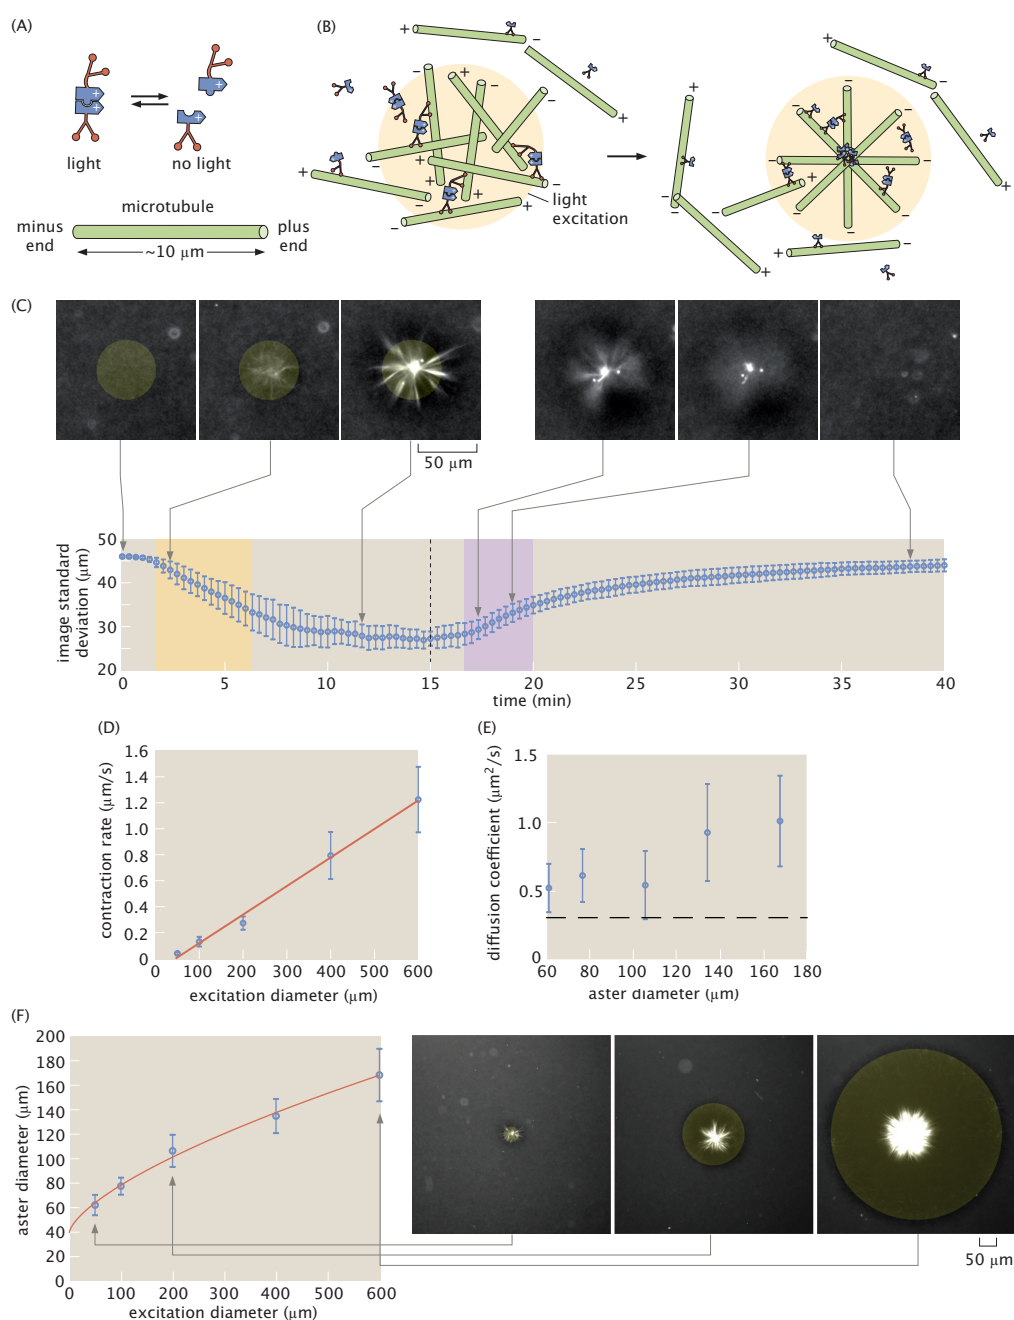 (A)
light
no light
microtubule
minus end
plus end
~10 μm
(B)
+
−
+
−
+
−
+
−
+
−
+
−
light excitation
(C)
50 μm
image standard deviation (μm)
50
40
30
20
0 5 10 15 20 25 30 35 40
time (min)
(D)
contraction rate (μm/s)
1.6
1.4
1.2
1.0
0.8
0.6
0.4
0.2
0
0 100 200 300 400 500 600
excitation diameter (μm)
(E)
diffusion coefficient (μm²/s)
1.5
1.0
0.5
0
60 80 100 120 140 160 180
aster diameter (μm)
(F)
aster diameter (μm)
200
180
160
140
120
100
80
60
40
20
0
0 100 200 300 400 500 600
excitation diameter (μm)
50 μm